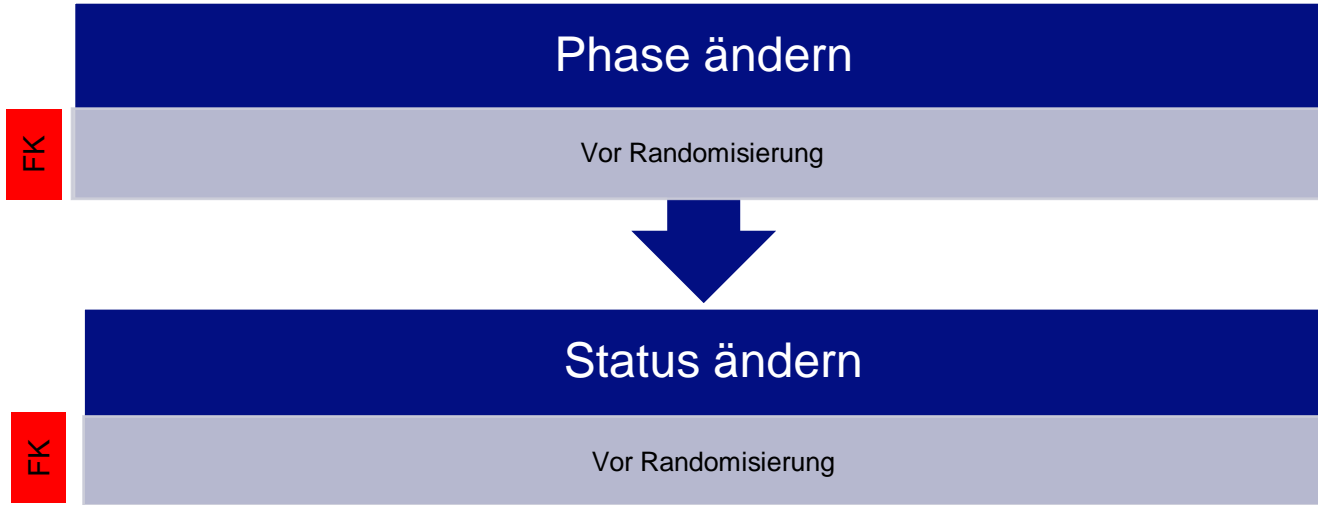 Phase ändern
FK
Vor Randomisierung
Status ändern
FK
Vor Randomisierung